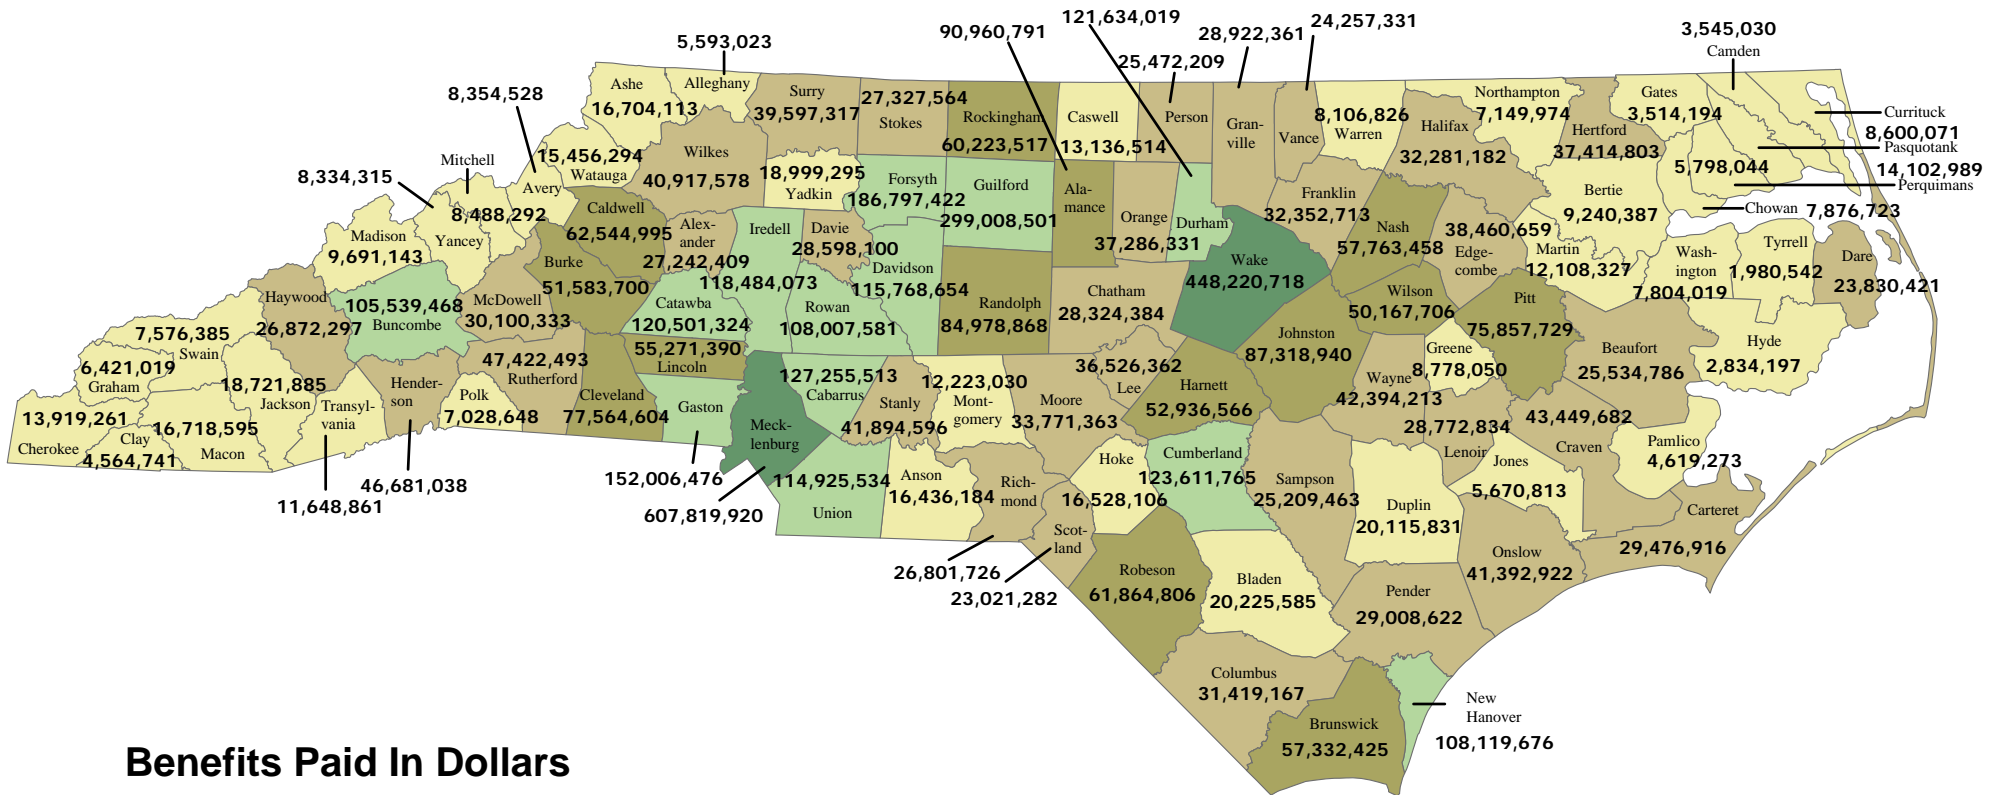 121,634,019
24,257,331
90,960,791
28,922,361
3,545,030
5,593,023
Camden
25,472,209
Ashe
Alleghany
Surry
27,327,564
Northampton
Gates
8,354,528
16,704,113
39,597,317
Stokes
Rockingham
Caswell
Person
Gran-
ville
Vance
8,106,826
Warren
Halifax
7,149,974
Hertford
3,514,194
Currituck
8,600,071
60,223,517
13,136,514
32,281,182
37,414,803
Pasquotank
Mitchell
15,456,294
Watauga
Wilkes
40,917,578
18,999,295
Yadkin
Forsyth
186,797,422
Guilford
299,008,501
Ala-
mance
Orange
37,286,331
Durham
Franklin
32,352,713
Nash
57,763,458
38,460,659
Edge-
combe
Bertie
9,240,387
5,798,044
14,102,989
Perquimans
Chowan 7,876,723
8,334,315
Avery
8,488,292
Yancey
Caldwell
62,544,995
Alex-
ander
27,242,409
Iredell
118,484,073
Davie
28,598,100
Davidson
115,768,654
Madison
9,691,143
Burke
51,583,700
Wake
448,220,718
Martin
12,108,327
Wash-
ington
7,804,019
Tyrrell
1,980,542
Dare
23,830,421
Haywood
26,872,297
105,539,468
Buncombe
McDowell
30,100,333
Catawba
120,501,324
Rowan
108,007,581
Randolph
84,978,868
Chatham
28,324,384
Wilson
50,167,706
Pitt
75,857,729
7,576,385
Swain
6,421,019
Graham
18,721,885
Jackson
Hender-
son
47,422,493
Rutherford
55,271,390
Lincoln
127,255,513
Cabarrus
Stanly
41,894,596
12,223,030
Mont-
gomery
Moore
33,771,363
36,526,362
Lee
Harnett
52,936,566
Johnston
87,318,940
Wayne
42,394,213
Greene
8,778,050
Beaufort
25,534,786
Hyde
2,834,197
13,919,261
Cherokee
Clay
4,564,741
16,718,595
Macon
Transyl-
vania
Polk
7,028,648
Cleveland
77,564,604
Gaston
Meck-
lenburg
28,772,834
Lenoir
43,449,682
Craven
Pamlico
4,619,273
46,681,038
11,648,861
152,006,476
607,819,920
114,925,534
Union
Anson
16,436,184
Rich-
mond
Hoke
16,528,106
Cumberland
123,611,765
Sampson
25,209,463
Duplin
20,115,831
Jones
5,670,813
Carteret
29,476,916
Scot-
land
26,801,726
23,021,282
Robeson
61,864,806
Bladen
20,225,585
Onslow
41,392,922
Pender
29,008,622
Columbus
31,419,167
Brunswick
57,332,425
New
Hanover
108,119,676
Benefits Paid In Dollars